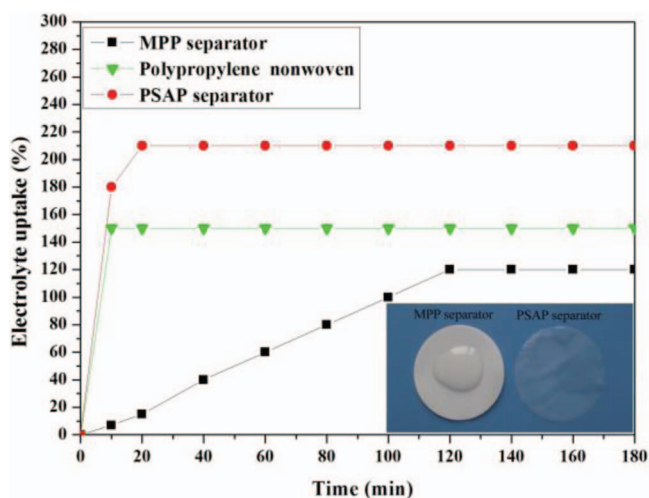 300
280
260
240
220
200
180
160
140
120
100
80
60
40
20
0
Electrolyte uptake (%)
MPP separator
Polypropylene nonwoven
PSAP separator
MPP separator PSAP separator
0 20 40 60 80 100 120 140 160 180
Time (min)